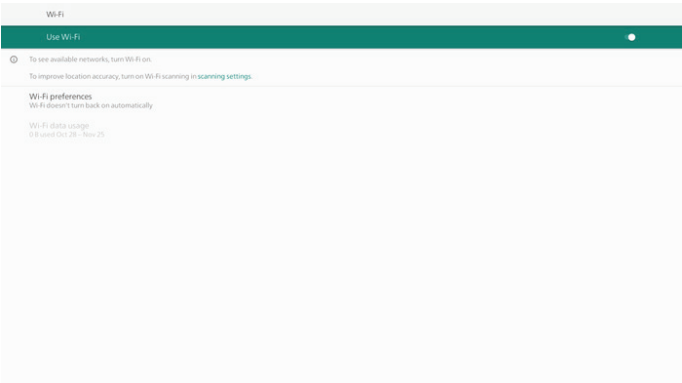 Wi-Fi
Use Wi-Fi
To see available networks, turn Wi-Fi on.
To improve location accuracy, turn on Wi-Fi scanning in scanning settings.
Wi-Fi preferences
Wi-Fi doesn't turn back on automatically
Wi-Fi data usage
0 B used Oct 28 – Nov 25